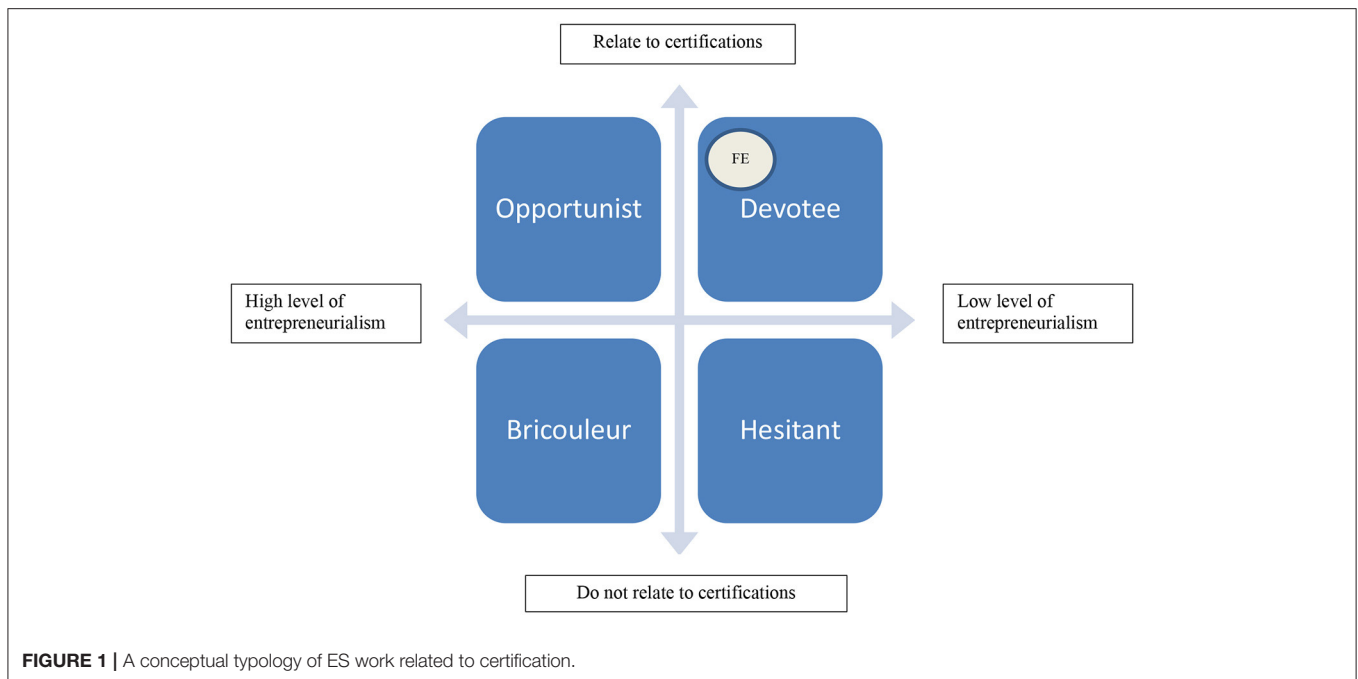 Relate to certifications
FE
Opportunist
Devotee
High level of
entrepreneurialism
Low level of
entrepreneurialism
Bricouleur
Hesitant
Do not relate to certifications
FIGURE 1 | A conceptual typology of ES work related to certification.